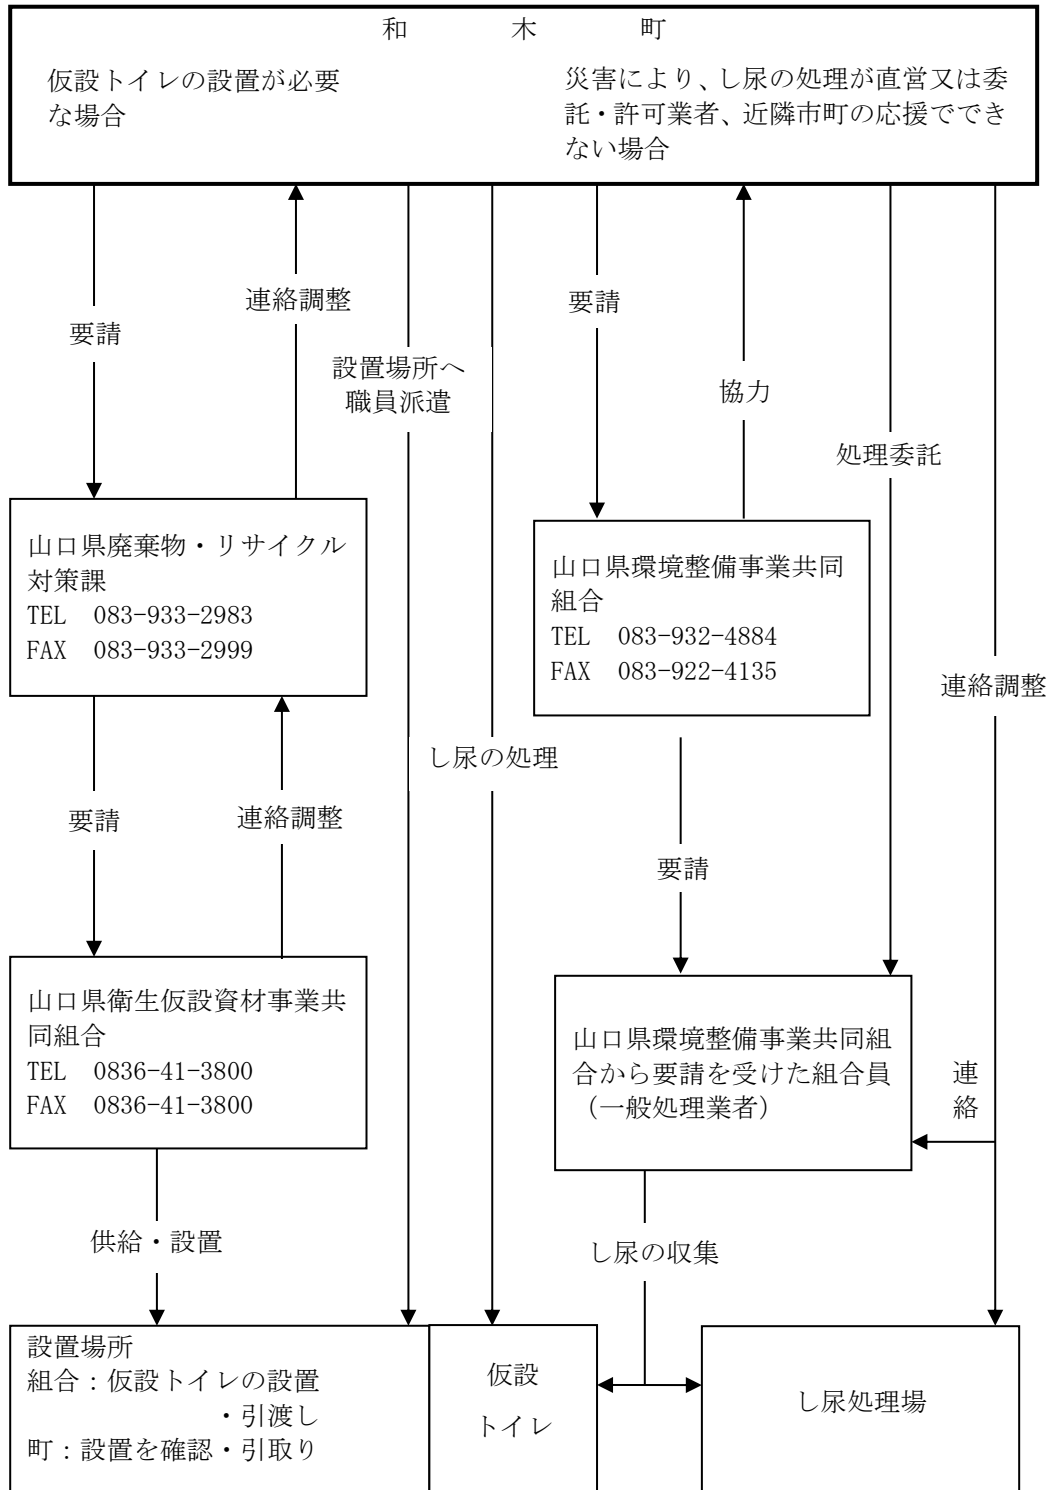 和　木　町
仮設トイレの設置が必要
な場合
災害により、し尿の処理が直営又は委
託・許可業者、近隣市町の応援ででき
ない場合
要請
連絡調整
設置場所へ
職員派遣
要請
協力
処理委託
山口県廃棄物・リサイクル
対策課
TEL　083-933-2983
FAX　083-933-2999
山口県環境整備事業共同
組合
TEL　083-932-4884
FAX　083-922-4135
連絡調整
し尿の処理
要請
連絡調整
要請
山口県衛生仮設資材事業共
同組合
TEL　0836-41-3800
FAX　0836-41-3800
山口県環境整備事業共同組
合から要請を受けた組合員
（一般処理業者）
連
絡
供給・設置
し尿の収集
設置場所
組合：仮設トイレの設置
・引渡し
町：設置を確認・引取り
仮設
トイレ
し尿処理場